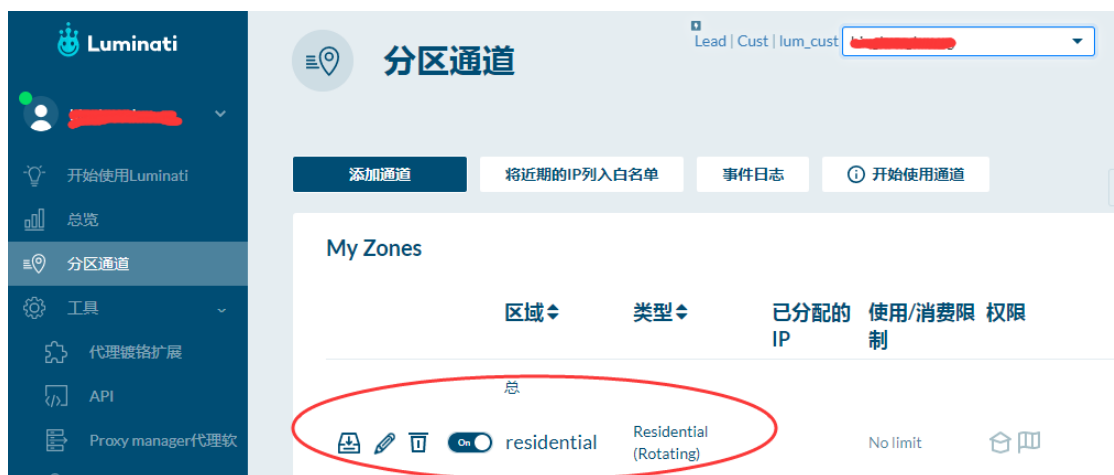 Luminati
Lead | Cust | lum_cust
分区通道
开始使用Luminati
总览
分区通道
工具
代理镀铬扩展
API
Proxy manager代理软
添加通道
将近期的IP列入白名单
事件日志
开始使用通道
My Zones
区域 类型 已分配的 使用/消费限 权限
IP 制
总
On residential Residential No limit
(Rotating)